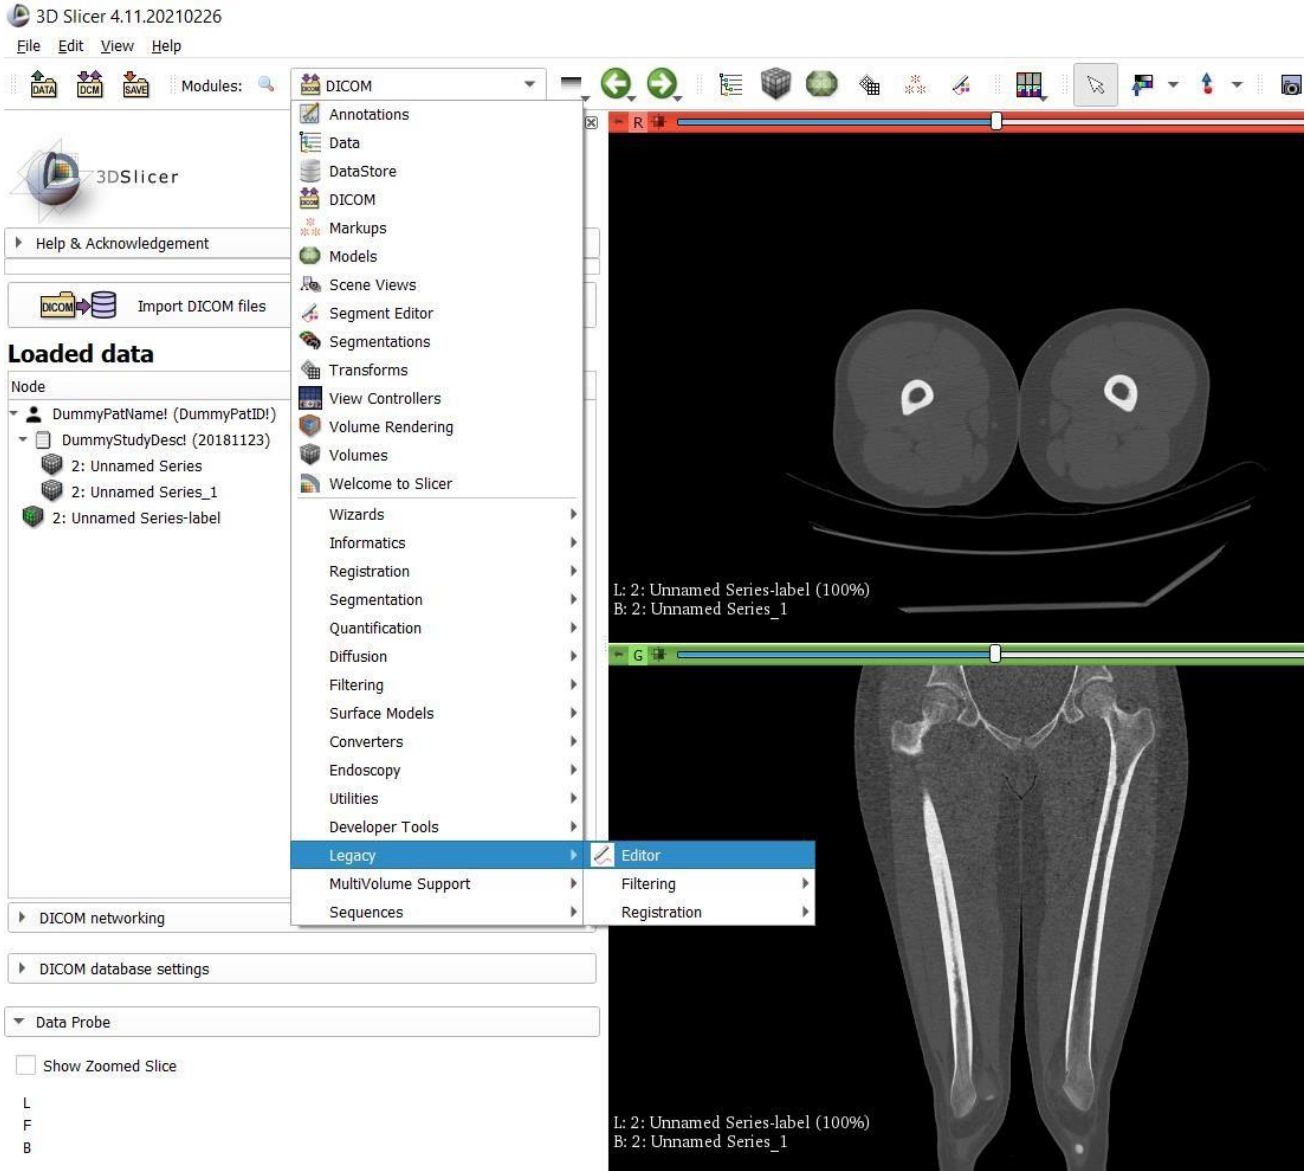 3D Slicer 4.11.20210226
File Edit View Help
DATA DCM SAVE Modules: DICOM
Annotations
Data
DataStore
DICOM
Markups
Models
Scene Views
Segment Editor
Segmentations
Transforms
View Controllers
Volume Rendering
Volumes
Welcome to Slicer
Wizards
Informatics
Registration
Segmentation
Quantification
Diffusion
Filtering
Surface Models
Converters
Endoscopy
Utilities
Developer Tools
Legacy
MultiVolume Support
Sequences
Editor
Filtering
Registration
3DSlicer
Help & Acknowledgement
DICOM Import DICOM files
Loaded data
Node
DummyPatName! (DummyPatID!)
DummyStudyDesc! (20181123)
2: Unnamed Series
2: Unnamed Series_1
2: Unnamed Series-label
DICOM networking
DICOM database settings
Data Probe
Show Zoomed Slice
L
F
B
R
L: 2: Unnamed Series-label (100%)
B: 2: Unnamed Series_1
G
L: 2: Unnamed Series-label (100%)
B: 2: Unnamed Series_1